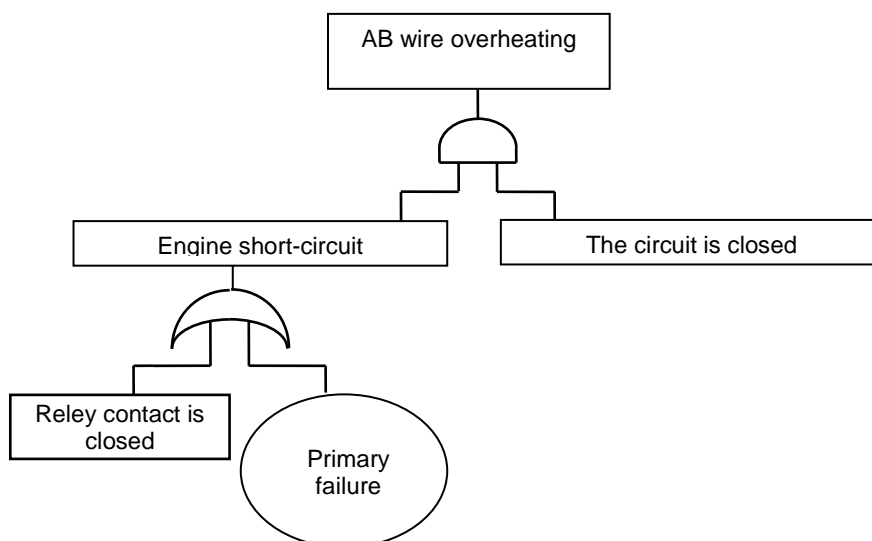 AB wire overheating
Engine short-circuit
The circuit is closed
Reley contact is
closed
Primary
failure